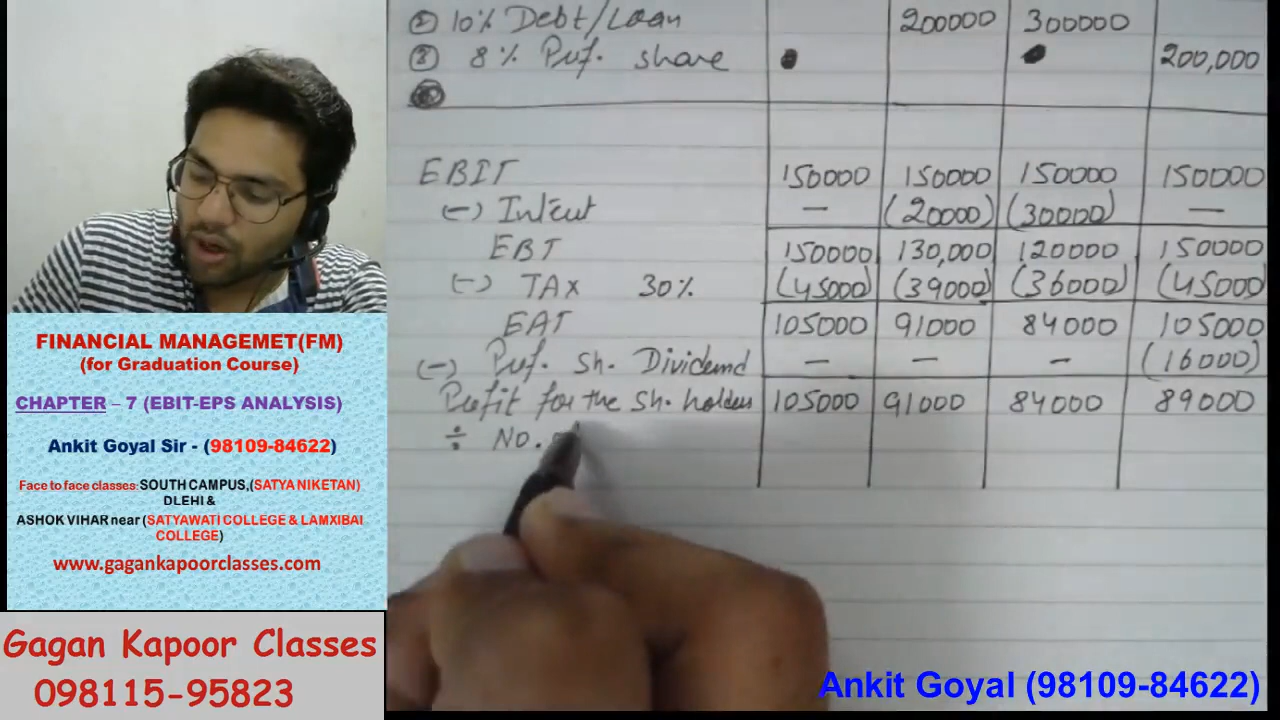 ② 10% Debt/Loan 200000 300000
③ 8% Pref. share 200,000
EBIT 150000 150000 150000 150000
(-) Interest — (20000) (30000) —
EBT 150000 130,000 120000 150000
(-) TAX 30% (45000) (39000) (36000) (45000)
EAT 105000 91000 84000 105000
(-) Pref. Sh. Dividend — — — (16000)
Profit for the Sh. holders 105000 91000 84000 89000
÷ No.
FINANCIAL MANAGEMET(FM)
(for Graduation Course)
CHAPTER – 7 (EBIT-EPS ANALYSIS)
Ankit Goyal Sir - (98109-84622)
Face to face classes: SOUTH CAMPUS,(SATYA NIKETAN)
DLEHI &
ASHOK VIHAR near (SATYAWATI COLLEGE & LAMXIBAI
COLLEGE)
www.gagankapoorclasses.com
Gagan Kapoor Classes
098115-95823
Ankit Goyal (98109-84622)